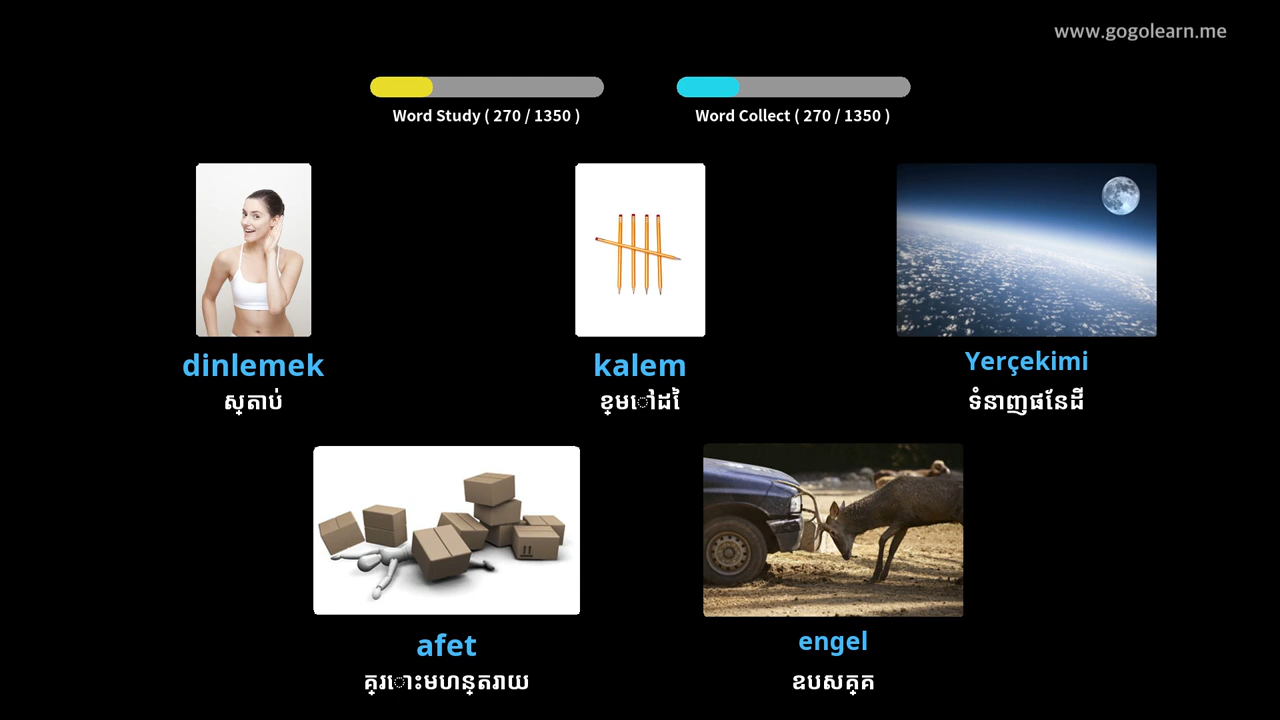 www.gogolearn.me
Word Study ( 270 / 1350 )
Word Collect ( 270 / 1350 )
dinlemek
ស្តាប់
kalem
ខ្មៅដៃ
Yerçekimi
ទំនាញផែនដី
afet
គ្រោះមហន្តរាយ
engel
ឧបសគ្គ